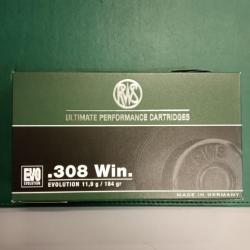 RWS
ULTIMATE PERFORMANCE CARTRIDGES
EVO
EVOLUTION
.308 Win.
EVOLUTION 11,9 g / 184 gr
MADE IN GERMANY